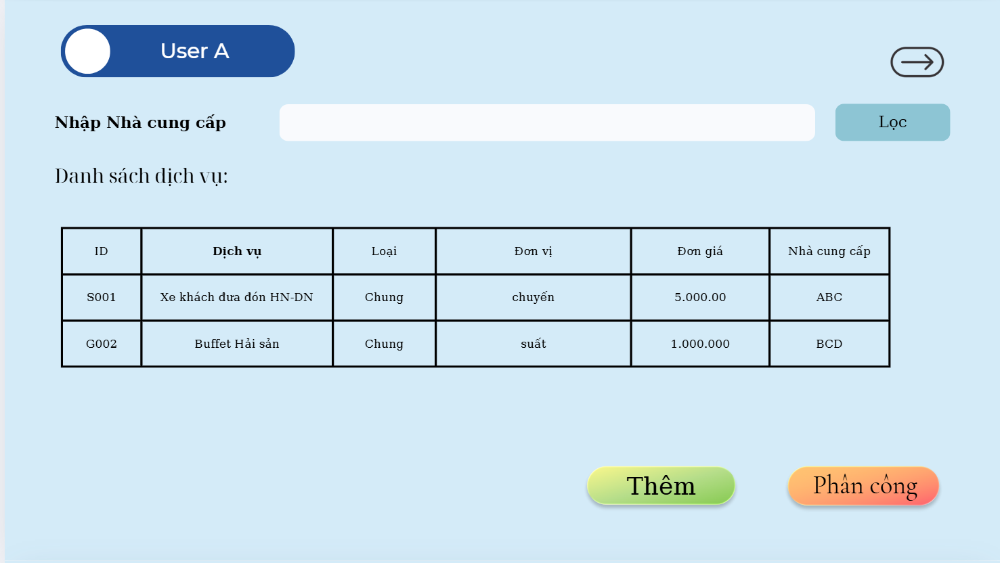 User A
Nhập Nhà cung cấp
Lọc
Danh sách dịch vụ:
ID Dịch vụ Loại Đơn vị Đơn giá Nhà cung cấp
S001 Xe khách đưa đón HN-DN Chung chuyến 5.000.00 ABC
G002 Buffet Hải sản Chung suất 1.000.000 BCD
Thêm Phân công